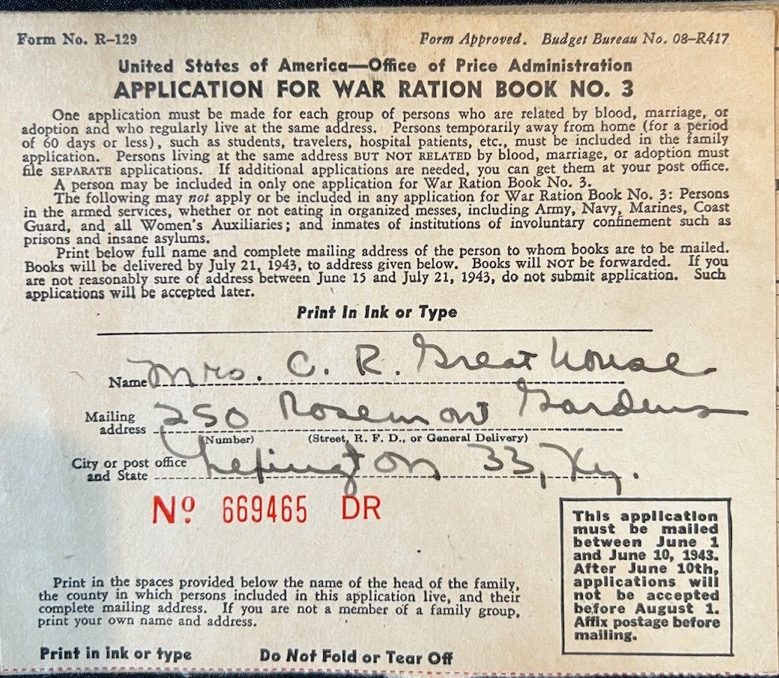 Form No. R–129
Form Approved. Budget Bureau No. 08–R417
United States of America—Office of Price Administration
APPLICATION FOR WAR RATION BOOK NO. 3
One application must be made for each group of persons who are related by blood, marriage, or
adoption and who regularly live at the same address. Persons temporarily away from home (for a period
of 60 days or less), such as students, travelers, hospital patients, etc., must be included in the family
application. Persons living at the same address BUT NOT RELATED by blood, marriage, or adoption must
file SEPARATE applications. If additional applications are needed, you can get them at your post office.
A person may be included in only one application for War Ration Book No. 3.
The following may not apply or be included in any application for War Ration Book No. 3: Persons
in the armed services, whether or not eating in organized messes, including Army, Navy, Marines, Coast
Guard, and all Women's Auxiliaries; and inmates of institutions of involuntary confinement such as
prisons and insane asylums.
Print below full name and complete mailing address of the person to whom books are to be mailed.
Books will be delivered by July 21, 1943, to address given below. Books will NOT be forwarded. If you
are not reasonably sure of address between June 15 and July 21, 1943, do not submit application. Such
applications will be accepted later.
Print In Ink or Type
Name Mrs. C. R. Greathouse
Mailing address 250 Rosemont Gardens
(Number) (Street, R. F. D., or General Delivery)
City or post office and State Lexington 33, Ky.
Nº 669465 DR
This application
must be mailed
between June 1
and June 10, 1943.
After June 10th,
applications will
not be accepted
before August 1.
Affix postage before
mailing.
Print in the spaces provided below the name of the head of the family,
the county in which persons included in this application live, and their
complete mailing address. If you are not a member of a family group,
print your own name and address.
Print in ink or type
Do Not Fold or Tear Off